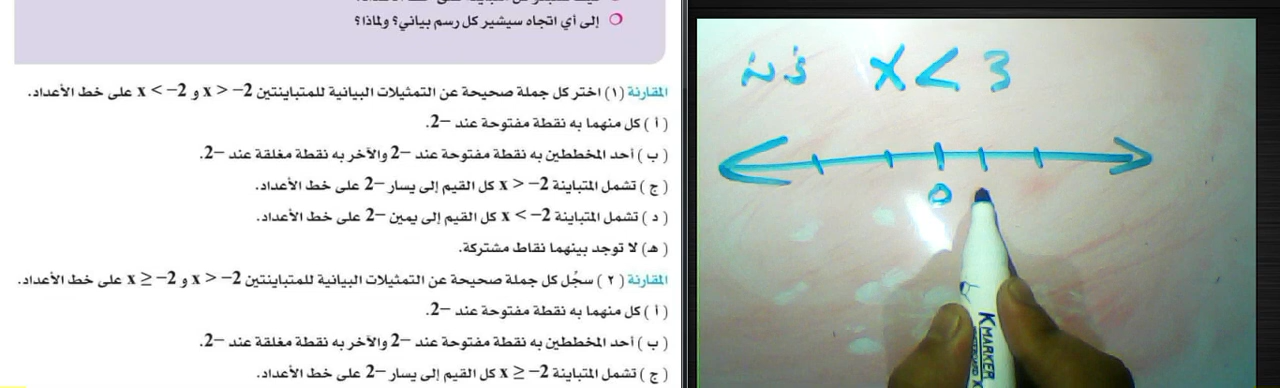 إلى أي اتجاه سيشير كل رسم بياني؟ ولماذا؟
المقارنة (١) اختر كل جملة صحيحة عن التمثيلات البيانية للمتباينتين x > −2 و x < −2 على خط الأعداد.
( أ ) كل منهما به نقطة مفتوحة عند −2.
( ب ) أحد المخططين به نقطة مفتوحة عند −2 والآخر به نقطة مغلقة عند −2.
( ج ) تشمل المتباينة x > −2 كل القيم إلى يسار −2 على خط الأعداد.
( د ) تشمل المتباينة x < −2 كل القيم إلى يمين −2 على خط الأعداد.
( هـ ) لا توجد بينهما نقاط مشتركة.
المقارنة ( ٢ ) سجُل كل جملة صحيحة عن التمثيلات البيانية للمتباينتين x > −2 و x ≥ −2 على خط الأعداد.
( أ ) كل منهما به نقطة مفتوحة عند −2.
( ب ) أحد المخططين به نقطة مفتوحة عند −2 والآخر به نقطة مغلقة عند −2.
( ج ) تشمل المتباينة x ≥ −2 كل القيم إلى يسار −2 على خط الأعداد.
x < 3
0
K MARKER